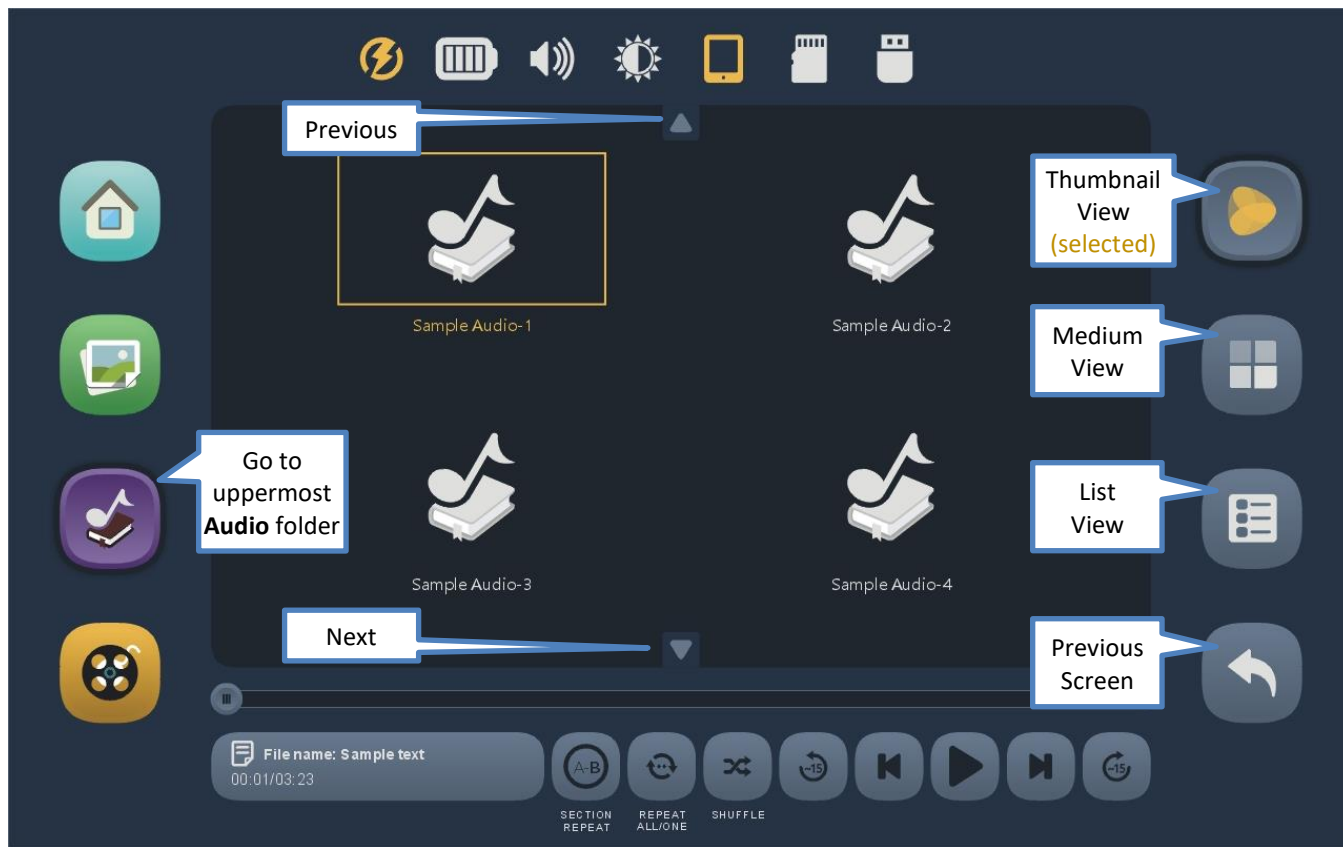 Previous
Thumbnail
View
(selected)
Sample Audio-1
Sample Audio-2
Medium
View
Go to
uppermost
Audio folder
List
View
Sample Audio-3
Sample Audio-4
Next
Previous
Screen
File name: Sample text
00:01/03:23
A-B
-15
-15
SECTION
REPEAT
REPEAT
ALL/ONE
SHUFFLE